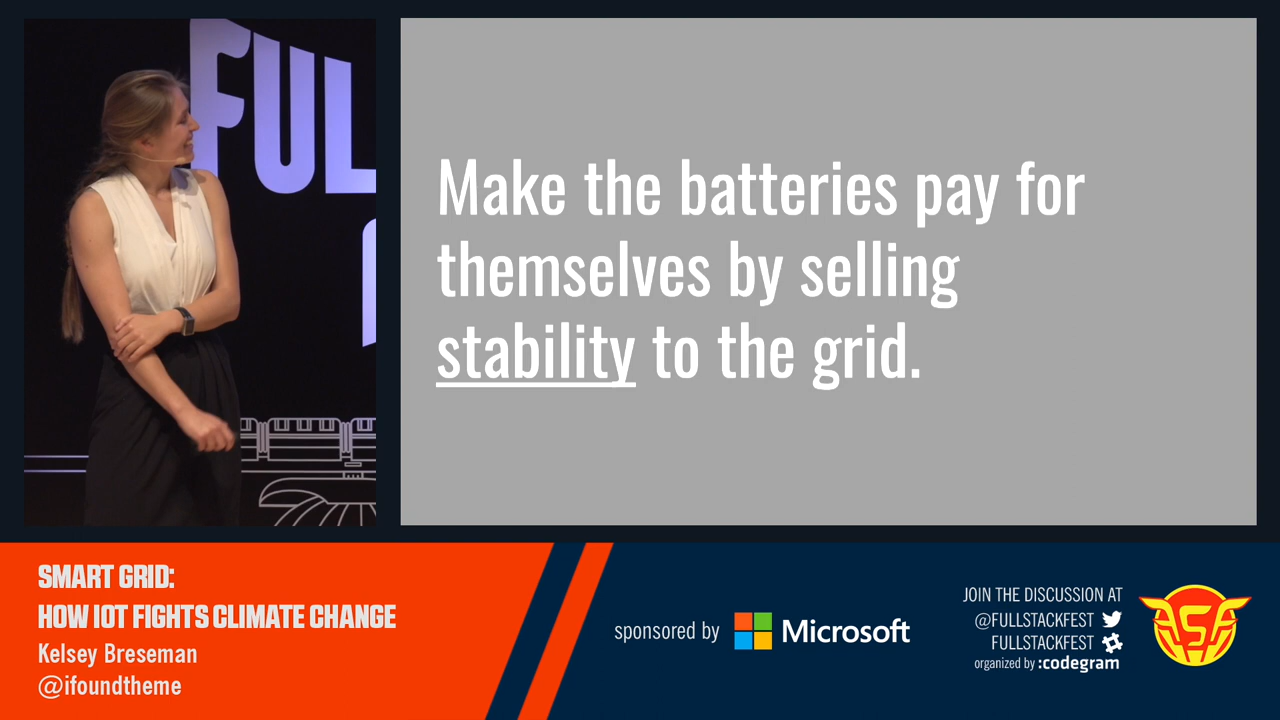 FUL
Make the batteries pay for
themselves by selling
stability to the grid.
SMART GRID:
HOW IOT FIGHTS CLIMATE CHANGE
Kelsey Breseman
@ifoundtheme
sponsored by Microsoft
JOIN THE DISCUSSION AT
@FULLSTACKFEST
FULLSTACKFEST
organized by :codegram
FSF